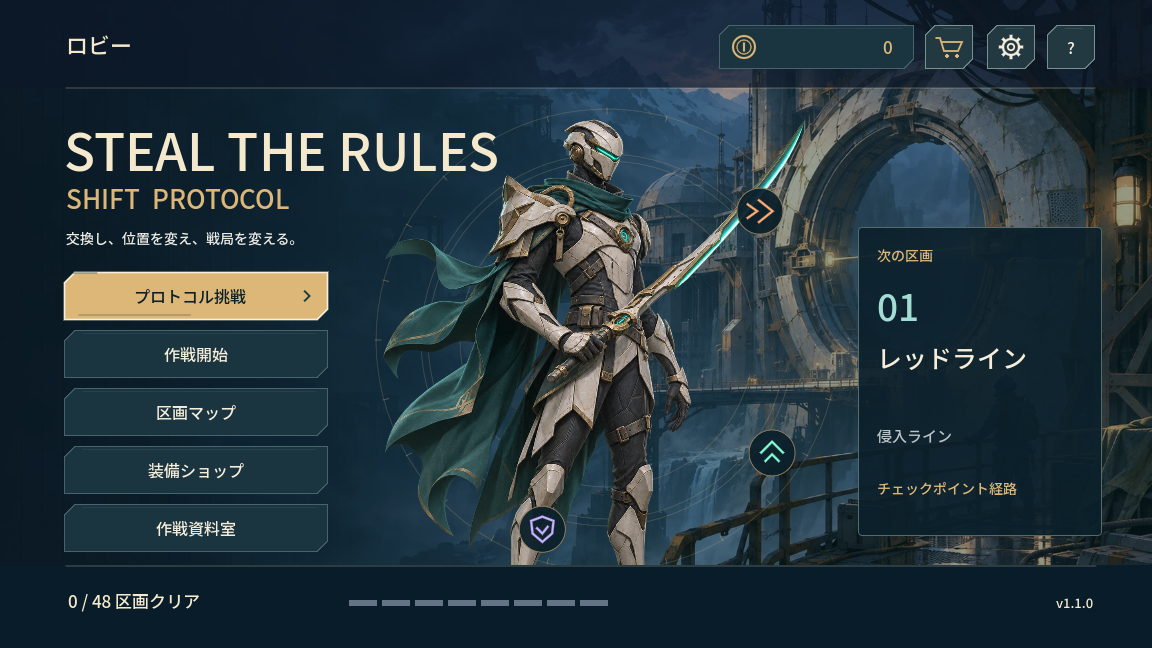 ロビー
0
?
STEAL THE RULES
SHIFT PROTOCOL
交換し、位置を変え、戦局を変える。
プロトコル挑戦
作戦開始
区画マップ
装備ショップ
作戦資料室
次の区画
01
レッドライン
侵入ライン
チェックポイント経路
0 / 48 区画クリア
v1.1.0